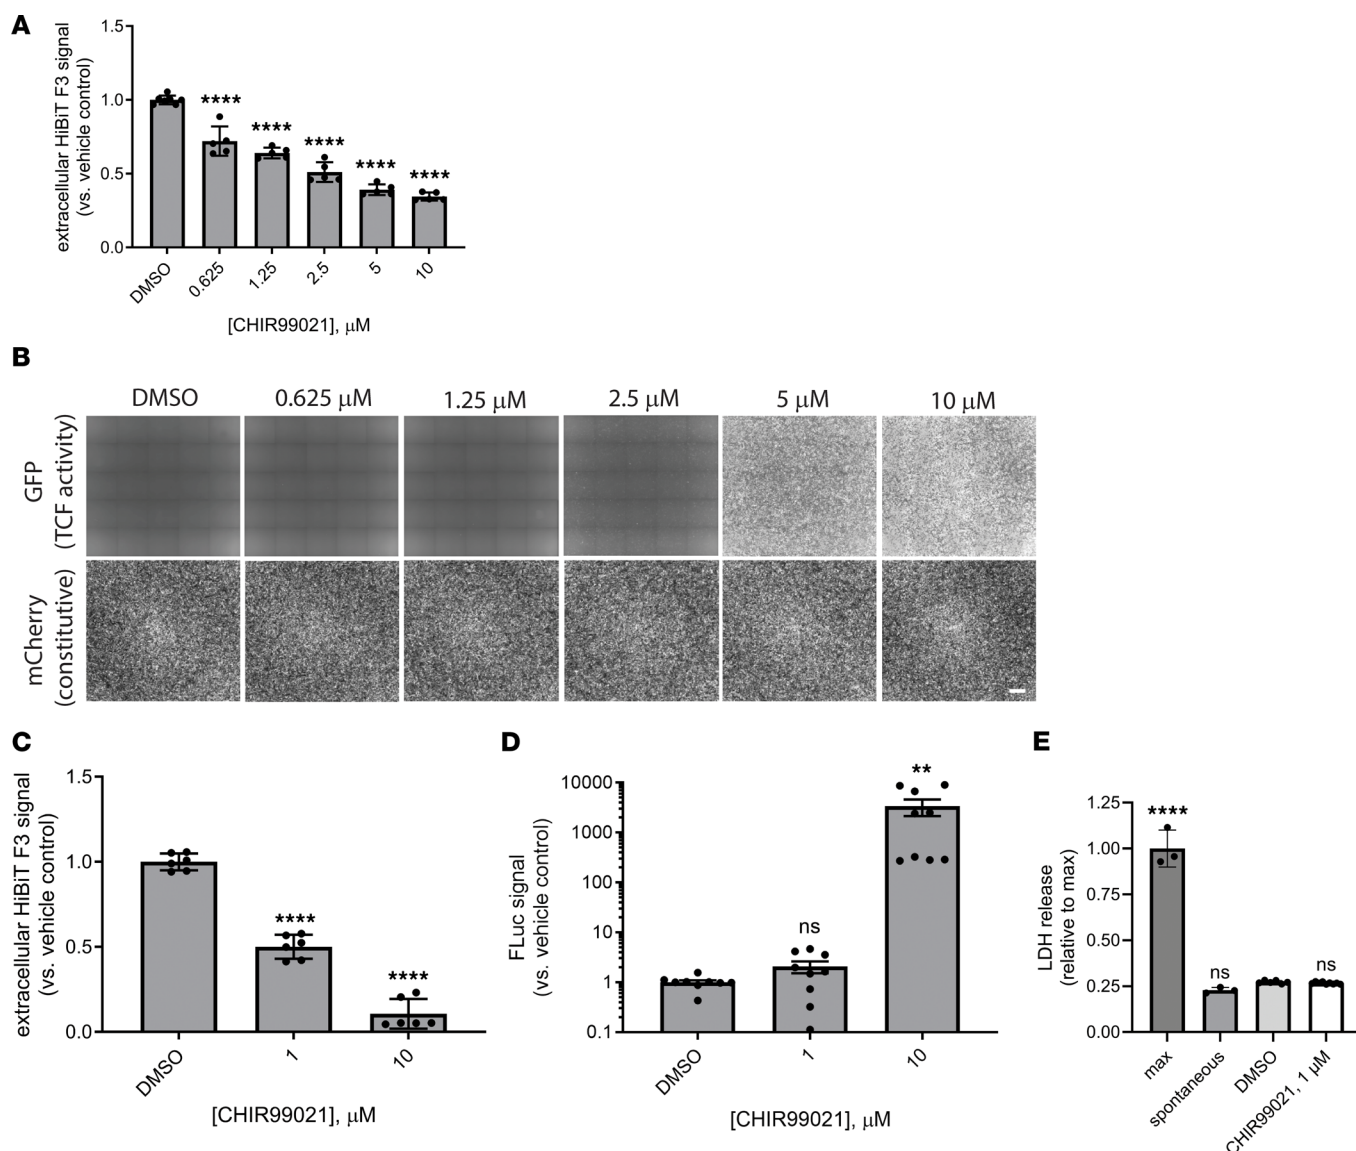 A
extracellular HiBiT F3 signal
(vs. vehicle control)
1.5
1.0
0.5
0.0
****
****
****
****
****
DMSO
0.625
1.25
2.5
5
10
[CHIR99021], μM
B
DMSO
0.625 μM
1.25 μM
2.5 μM
5 μM
10 μM
GFP
(TCF activity)
mCherry
(constitutive)
C
extracellular HiBiT F3 signal
(vs. vehicle control)
1.5
1.0
0.5
0.0
****
****
DMSO
1
10
[CHIR99021], μM
D
FLuc signal
(vs. vehicle control)
10000
1000
100
10
1
0.1
ns
**
DMSO
1
10
[CHIR99021], μM
E
LDH release
(relative to max)
1.25
1.00
0.75
0.50
0.25
0.00
****
ns
ns
max
spontaneous
DMSO
CHIR99021, 1 μM